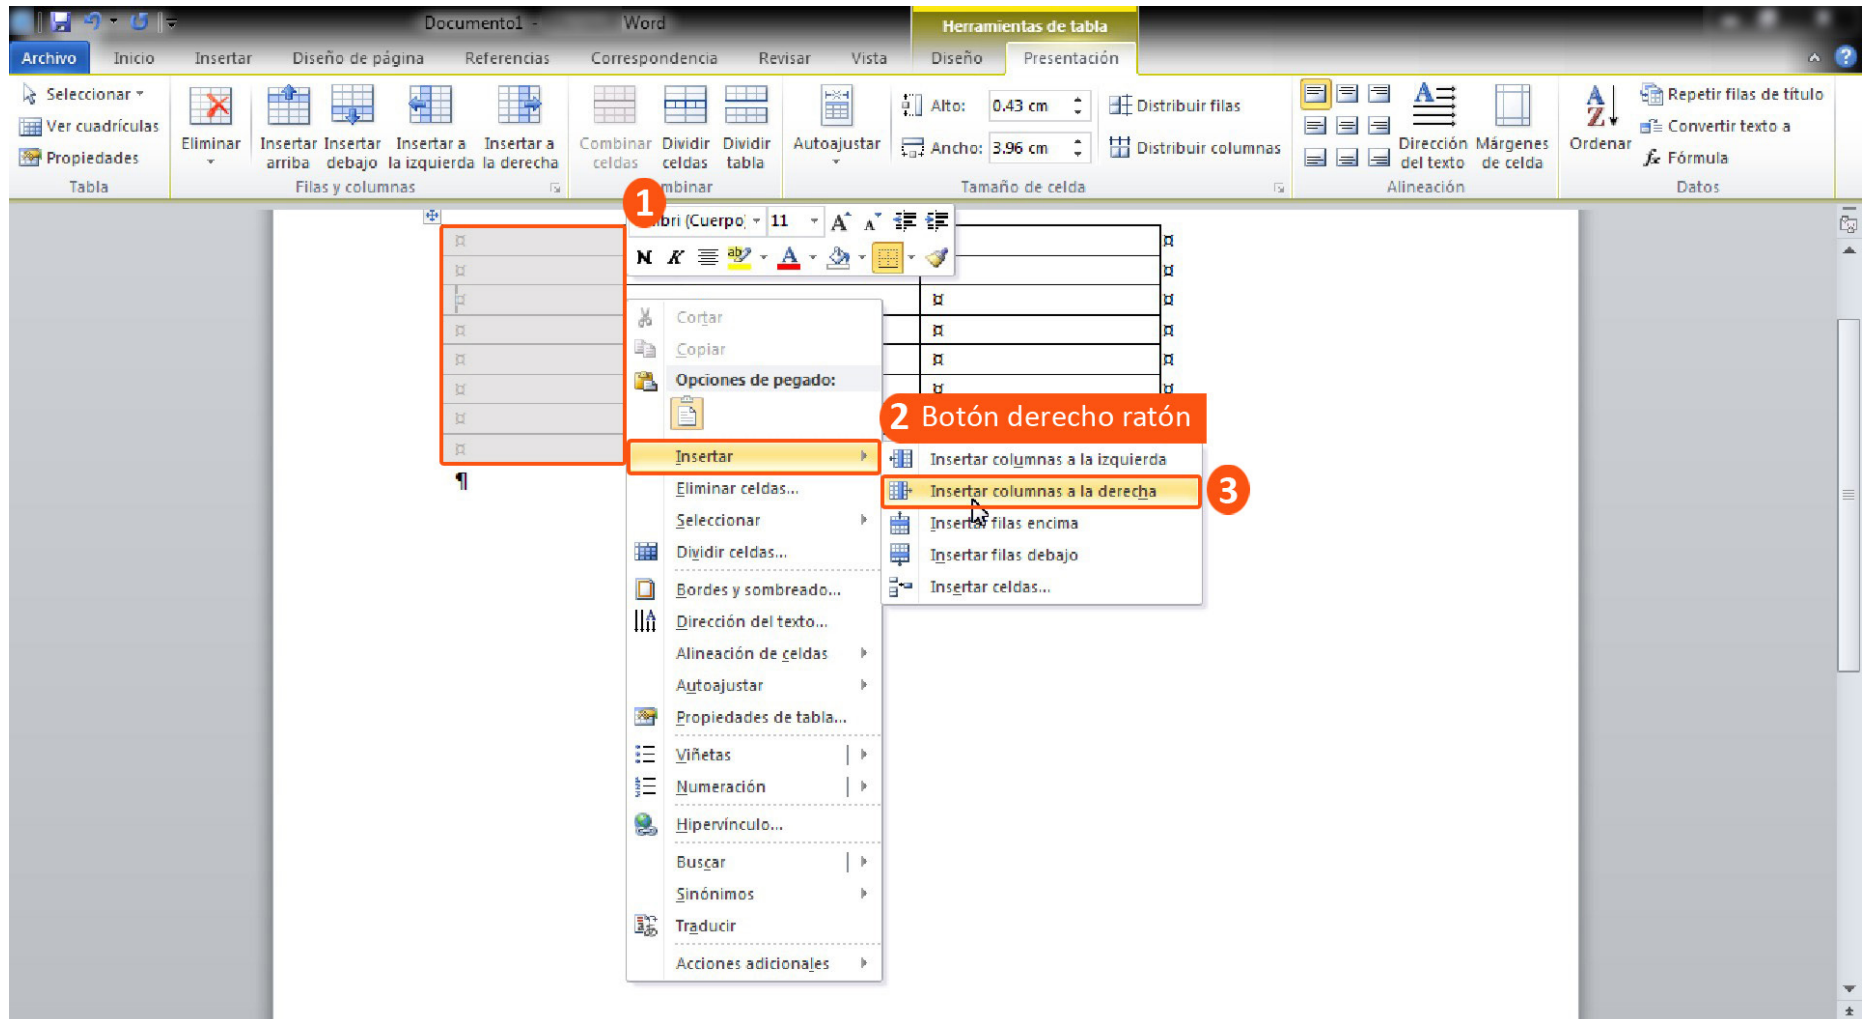 Documento1 - Word
Herramientas de tabla
Archivo Inicio Insertar Diseño de página Referencias Correspondencia Revisar Vista Diseño Presentación
Seleccionar
Ver cuadrículas
Propiedades
Tabla
Eliminar
Insertar arriba
Insertar debajo
Insertar a la izquierda
Insertar a la derecha
Filas y columnas
Combinar celdas
Dividir celdas
Dividir tabla
mbinar
Autoajustar
Alto: 0.43 cm
Ancho: 3.96 cm
Distribuir filas
Distribuir columnas
Tamaño de celda
Dirección del texto
Márgenes de celda
Alineación
Ordenar
Repetir filas de título
Convertir texto a
Fórmula
Datos
1
bri (Cuerpo) 11
N K
Cortar
Copiar
Opciones de pegado:
Insertar
Eliminar celdas...
Seleccionar
Dividir celdas...
Bordes y sombreado...
Dirección del texto...
Alineación de celdas
Autoajustar
Propiedades de tabla...
Viñetas
Numeración
Hipervínculo...
Buscar
Sinónimos
Traducir
Acciones adicionales
2 Botón derecho ratón
Insertar columnas a la izquierda
Insertar columnas a la derecha
3
Insertar filas encima
Insertar filas debajo
Insertar celdas...